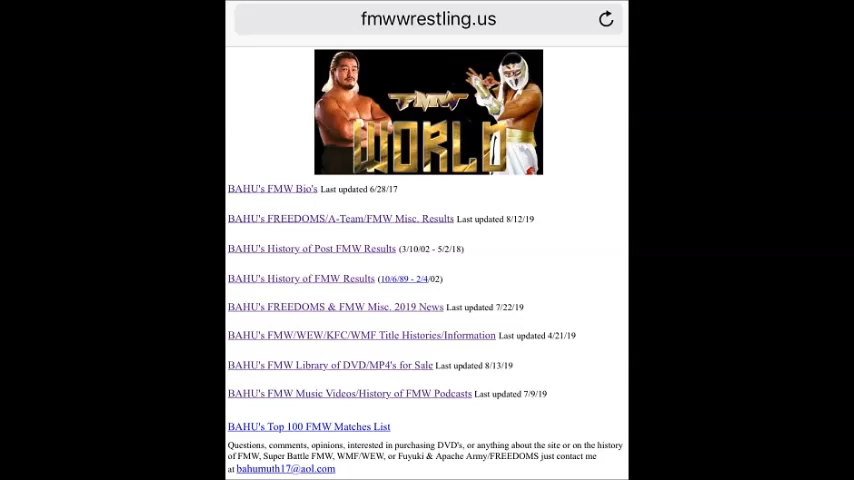 fmwwrestling.us
FMW
WORLD
BAHU's FMW Bio's Last updated 6/28/17
BAHU's FREEDOMS/A-Team/FMW Misc. Results Last updated 8/12/19
BAHU's History of Post FMW Results (3/10/02 - 5/2/18)
BAHU's History of FMW Results (10/6/89 - 2/4/02)
BAHU's FREEDOMS & FMW Misc. 2019 News Last updated 7/22/19
BAHU's FMW/WEW/KFC/WMF Title Histories/Information Last updated 4/21/19
BAHU's FMW Library of DVD/MP4's for Sale Last updated 8/13/19
BAHU's FMW Music Videos/History of FMW Podcasts Last updated 7/9/19
BAHU's Top 100 FMW Matches List
Questions, comments, opinions, interested in purchasing DVD's, or anything about the site or on the history
of FMW, Super Battle FMW, WMF/WEW, or Fuyuki & Apache Army/FREEDOMS just contact me
at bahumuth17@aol.com